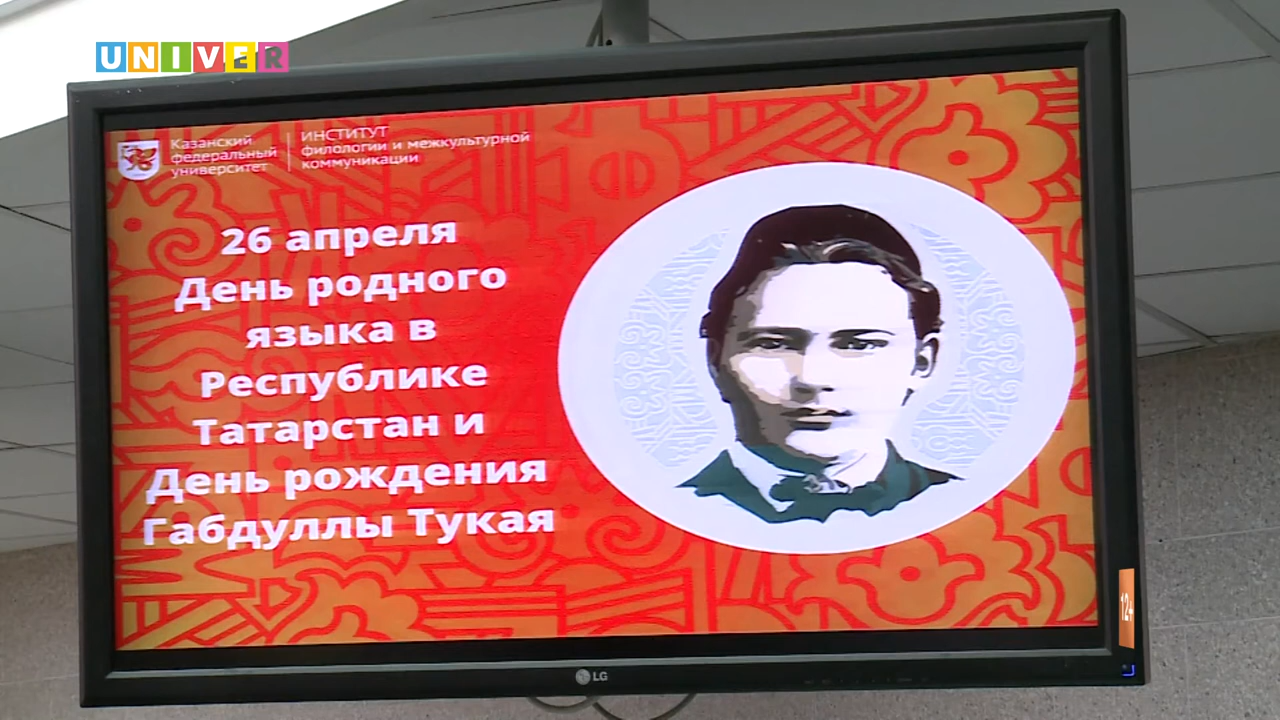 UNIVER
Казанский
федеральный
университет
ИНСТИТУТ
филологии и межкультурной
коммуникации
26 апреля
День родного
языка в
Республике
Татарстан и
День рождения
Габдуллы Тукая
12+
LG